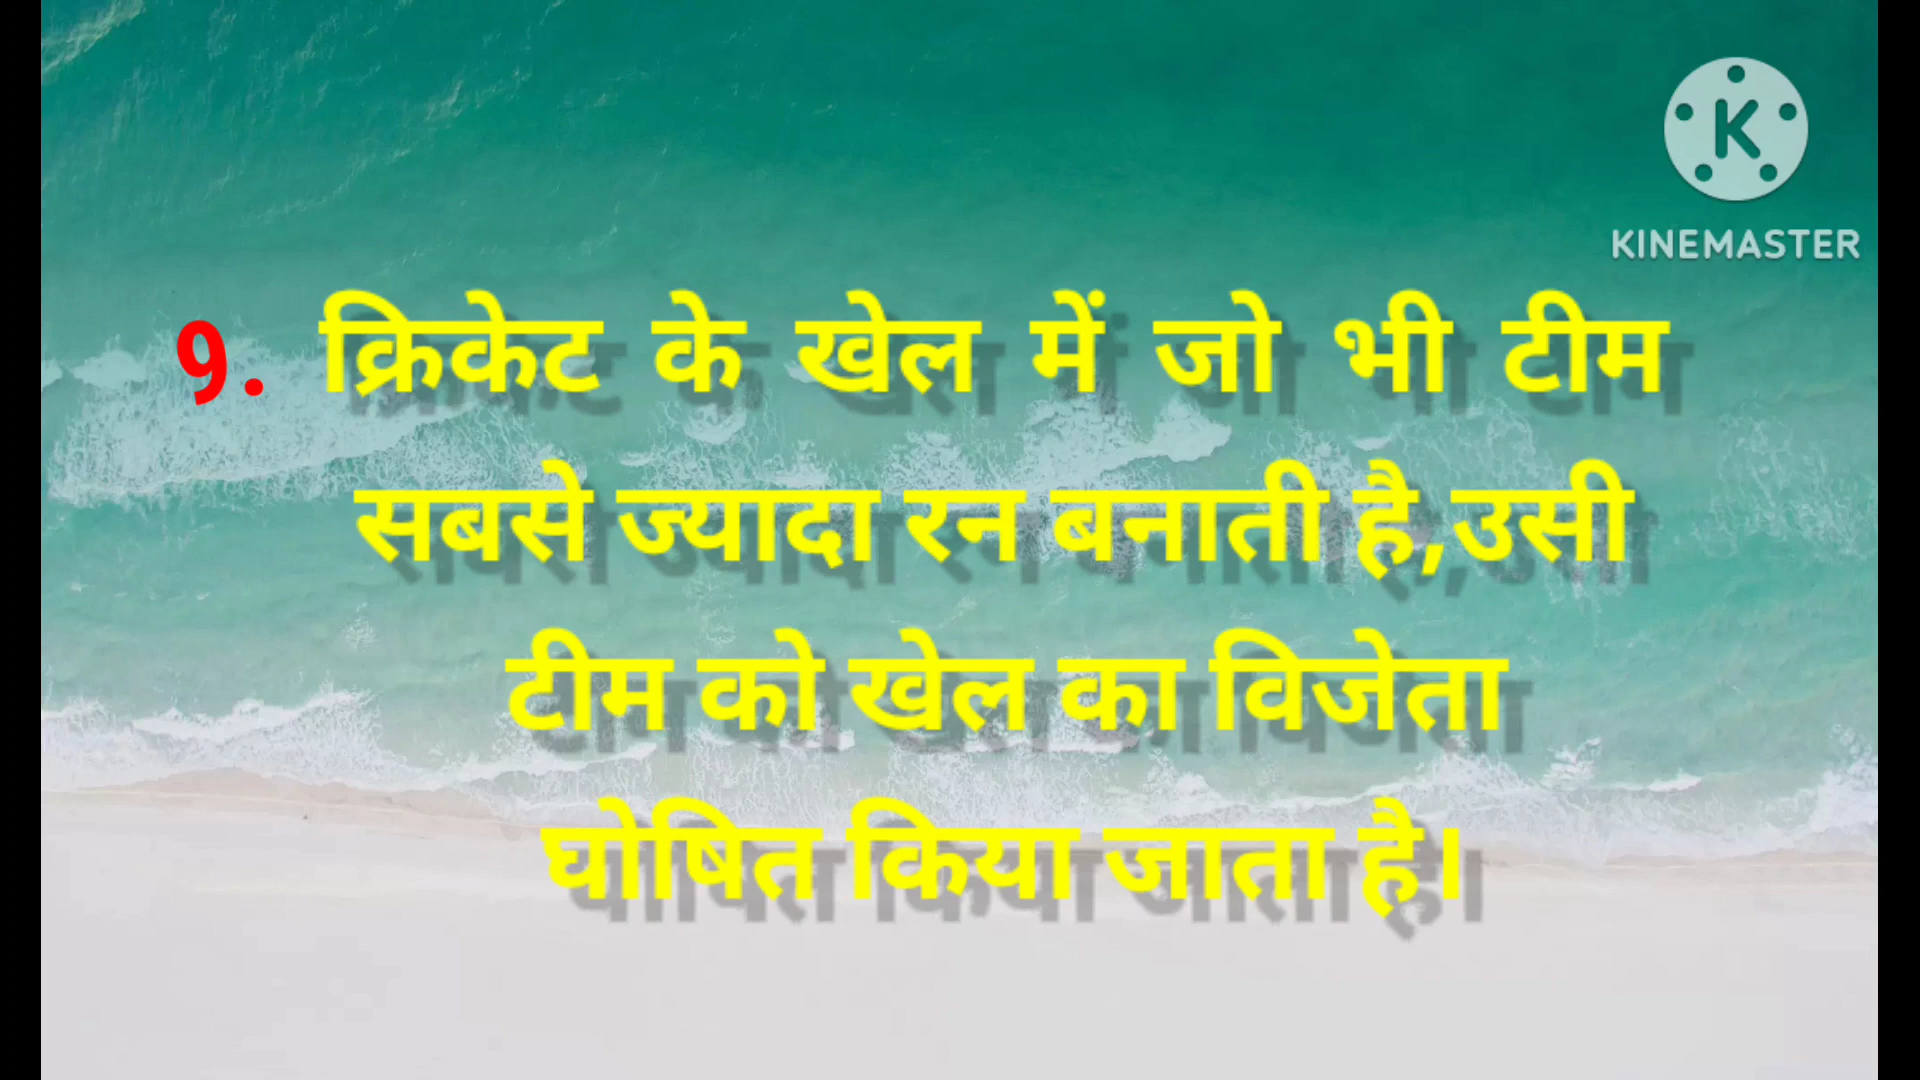 KINEMASTER
9. क्रिकेट के खेल में जो भी टीम
सबसे ज्यादा रन बनाती है,उसी
टीम को खेल का विजेता
घोषित किया जाता है।